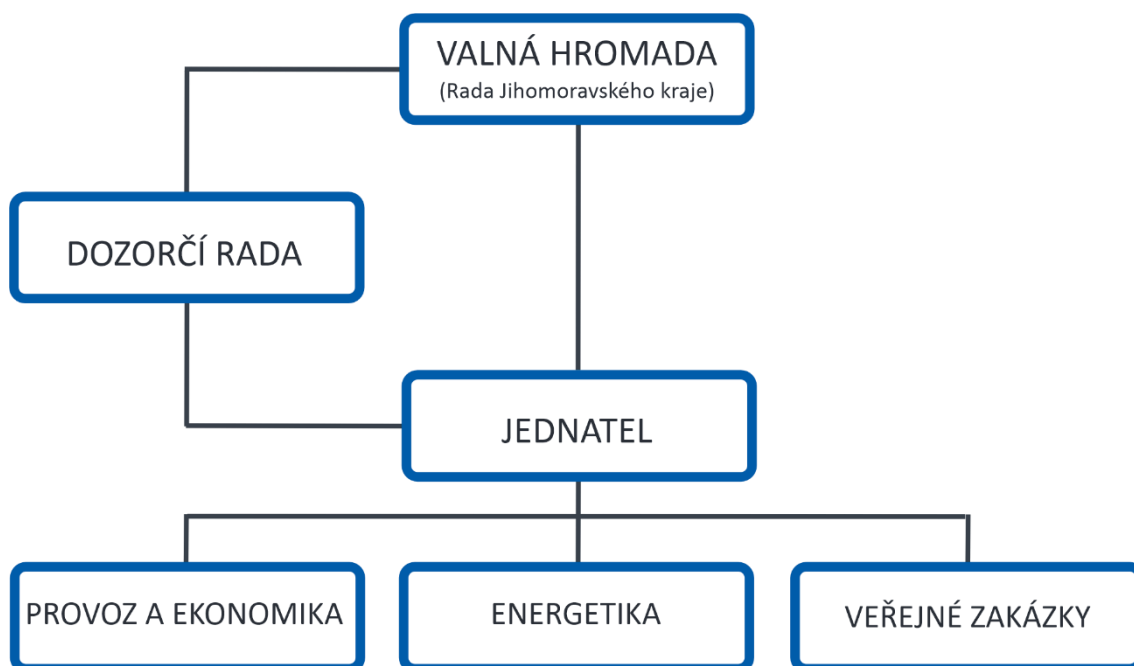 VALNÁ HROMADA
(Rada Jihomoravského kraje)
DOZORČÍ RADA
JEDNATEL
PROVOZ A EKONOMIKA
ENERGETIKA
VEŘEJNÉ ZAKÁZKY